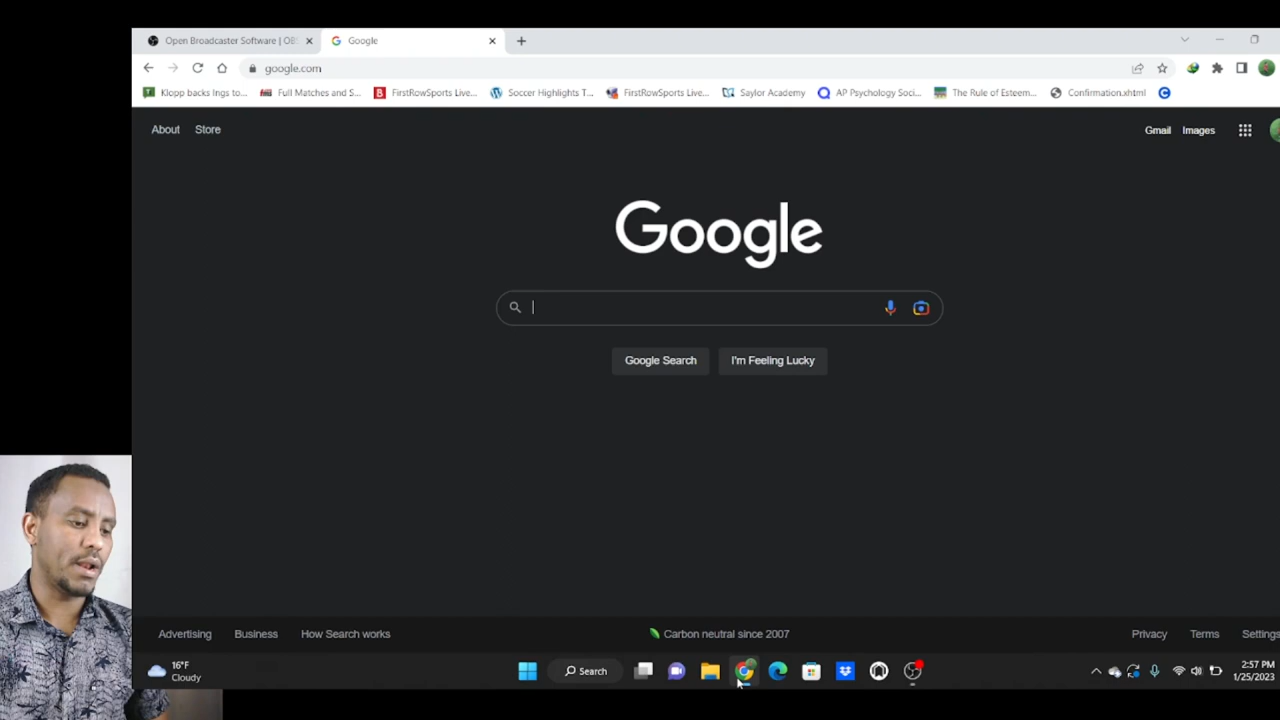 Open Broadcaster Software | OBS
Google
google.com
Klopp backs Ings to...
Full Matches and S...
FirstRowSports Live...
Soccer Highlights T...
FirstRowSports Live...
Saylor Academy
AP Psychology Soci...
The Rule of Esteem...
Confirmation.xhtml
About Store
Gmail Images
Google
Google Search
I'm Feeling Lucky
Advertising Business How Search works
Carbon neutral since 2007
Privacy Terms Settings
16°F
Cloudy
Search
2:57 PM
1/25/2023